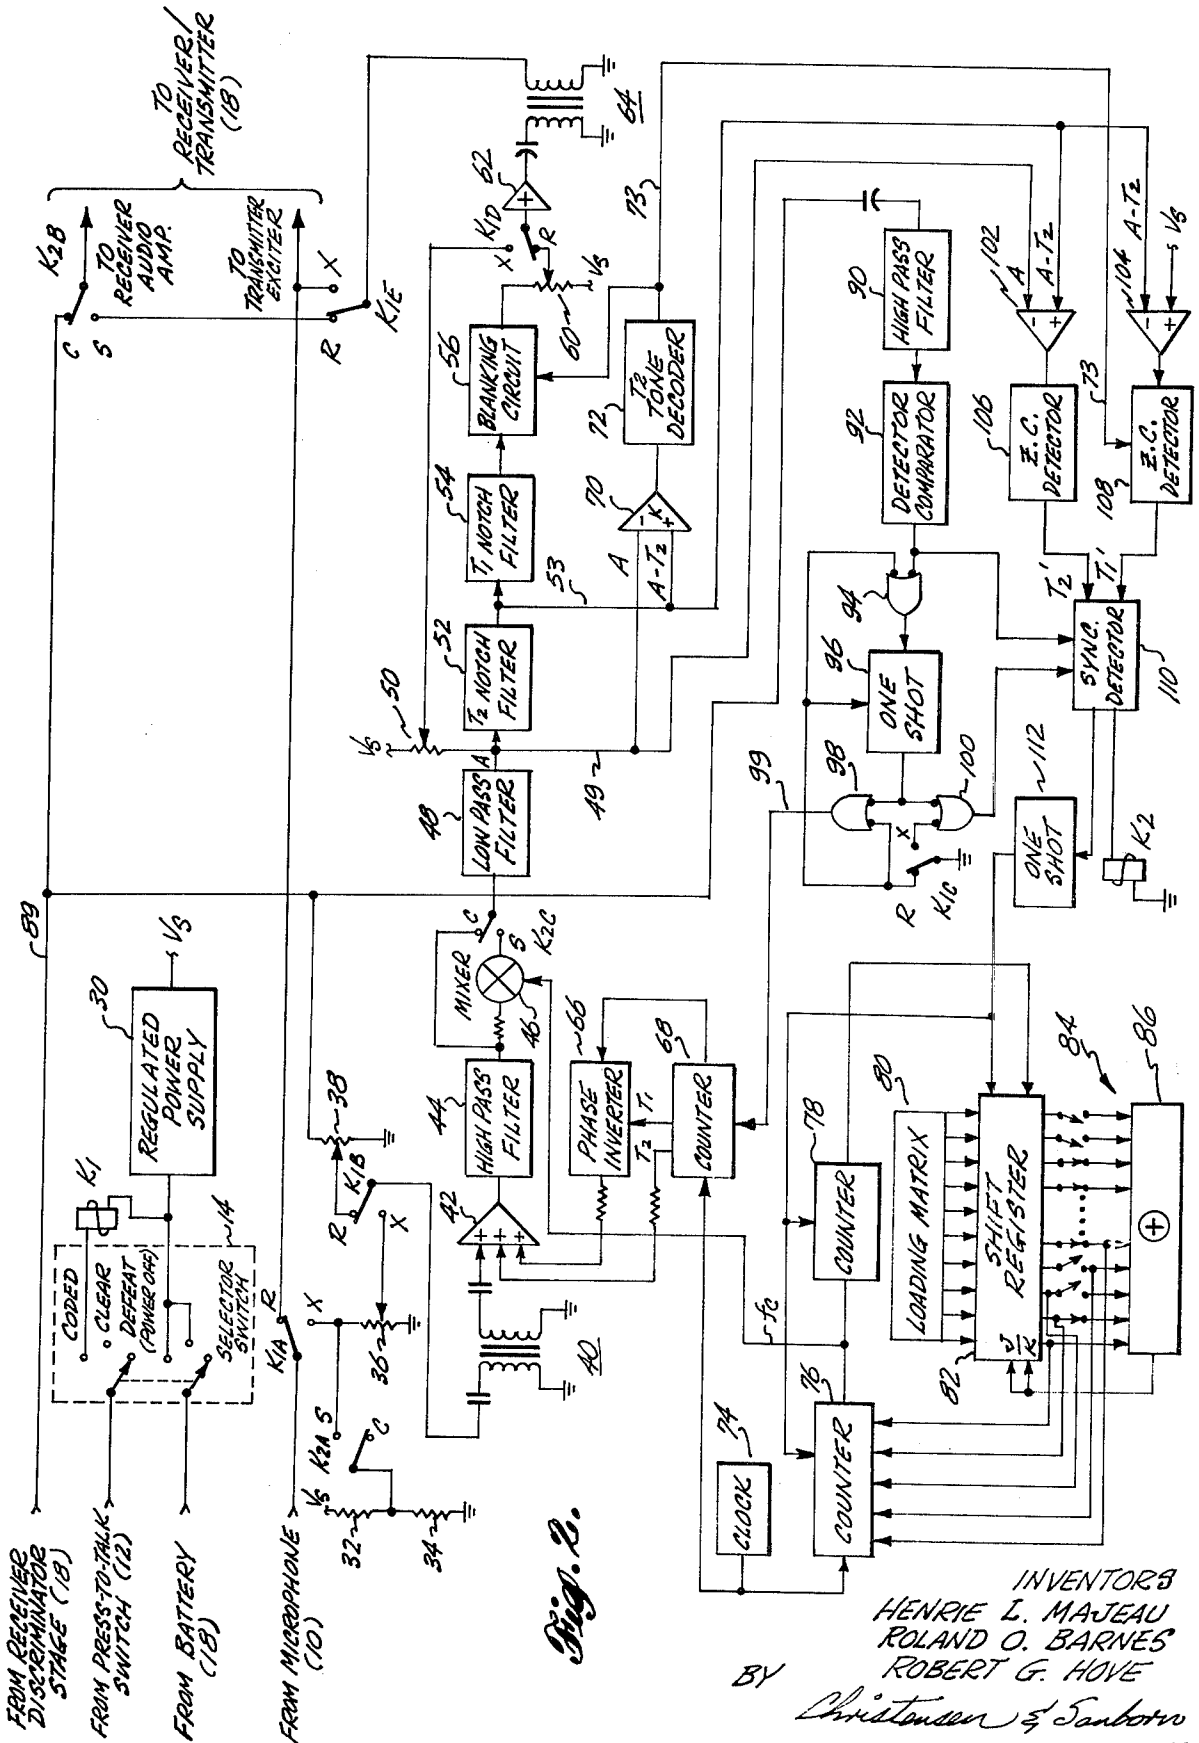 FROM RECEIVER
DISCRIMINATOR
STAGE (18)
FROM PRESS-TO-TALK
SWITCH (12)
FROM BATTERY
(18)
FROM MICROPHONE
(10)
89
CODED
CLEAR
DEFEAT
(POWER OFF)
SELECTOR
SWITCH
14
K1
30
REGULATED
POWER
SUPPLY
VS
K2B
C
S
TO
RECEIVER
AUDIO
AMP.
TO
TRANSMITTER
EXCITER
TO
RECEIVER/
TRANSMITTER
(18)
R
X
K1E
K1A
R
X
VS
32
34
K2A
S
C
36
38
R
K1B
X
40
42
44
HIGH PASS
FILTER
MIXER
46
C
S
K2C
48
LOW PASS
FILTER
A
VS
50
49
52
T2 NOTCH
FILTER
53
54
T1 NOTCH
FILTER
56
BLANKING
CIRCUIT
60
VS
X
K1D
R
62
64
66
PHASE
INVERTER
T1
T2
68
COUNTER
A
A-T2
70
K
72
T2
TONE
DECODER
73
fc
74
CLOCK
76
COUNTER
78
COUNTER
80
LOADING MATRIX
82
SHIFT
REGISTER
J
K
84
86
90
HIGH PASS
FILTER
92
DETECTOR
COMPARATOR
94
96
ONE
SHOT
98
99
100
R
X
K1C
102
A
A-T2
104
A-T2
VS
106
Z.C.
DETECTOR
73
108
Z.C.
DETECTOR
T2'
T1'
SYNC.
DETECTOR
110
112
ONE
SHOT
K2
Fig. 2.
INVENTORS
HENRIE L. MAJEAU
ROLAND O. BARNES
ROBERT G. HOVE
BY
Christensen & Sanborn